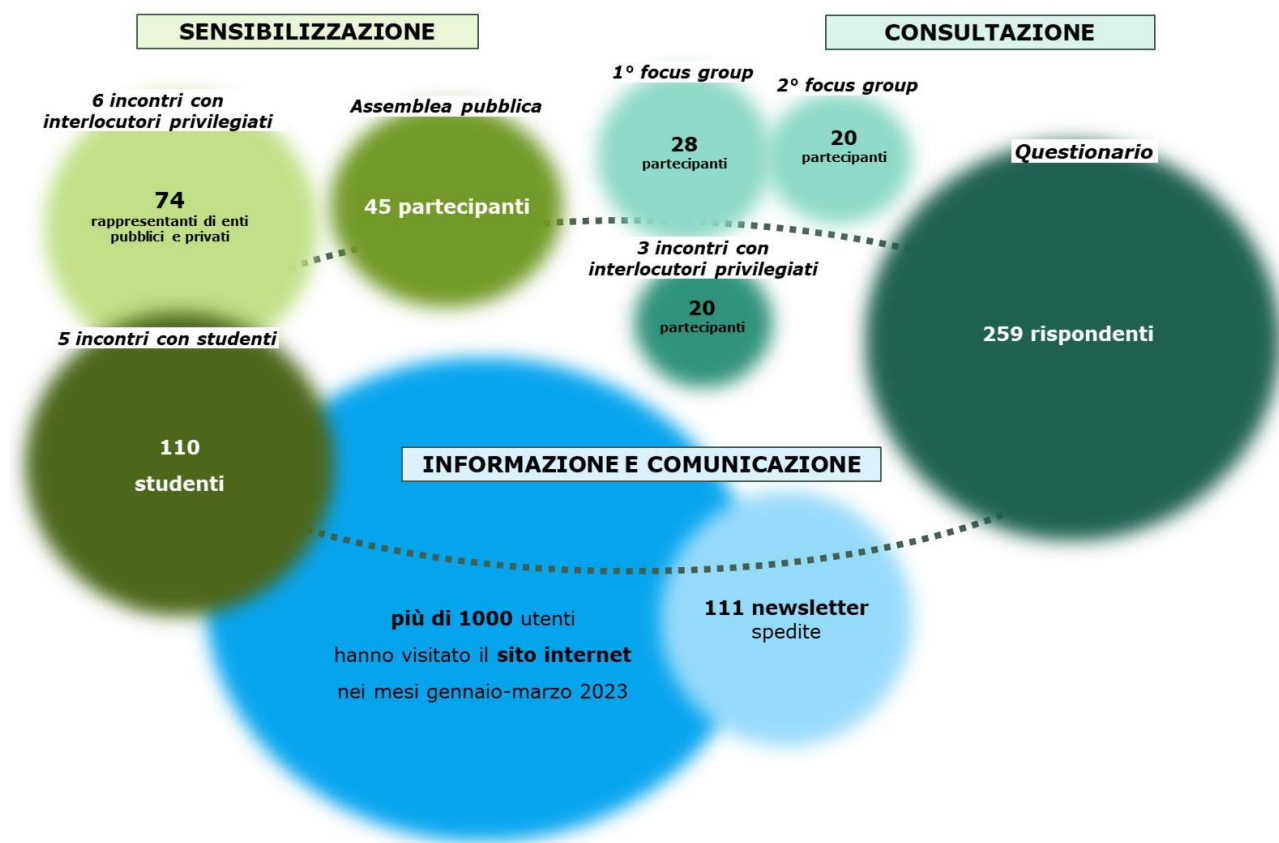 SENSIBILIZZAZIONE
6 incontri con
interlocutori privilegiati
74
rappresentanti di enti
pubblici e privati
Assemblea pubblica
45 partecipanti
5 incontri con studenti
110
studenti
CONSULTAZIONE
1° focus group
28
partecipanti
2° focus group
20
partecipanti
3 incontri con
interlocutori privilegiati
20
partecipanti
Questionario
259 rispondenti
INFORMAZIONE E COMUNICAZIONE
più di 1000 utenti
hanno visitato il sito internet
nei mesi gennaio-marzo 2023
111 newsletter
spedite